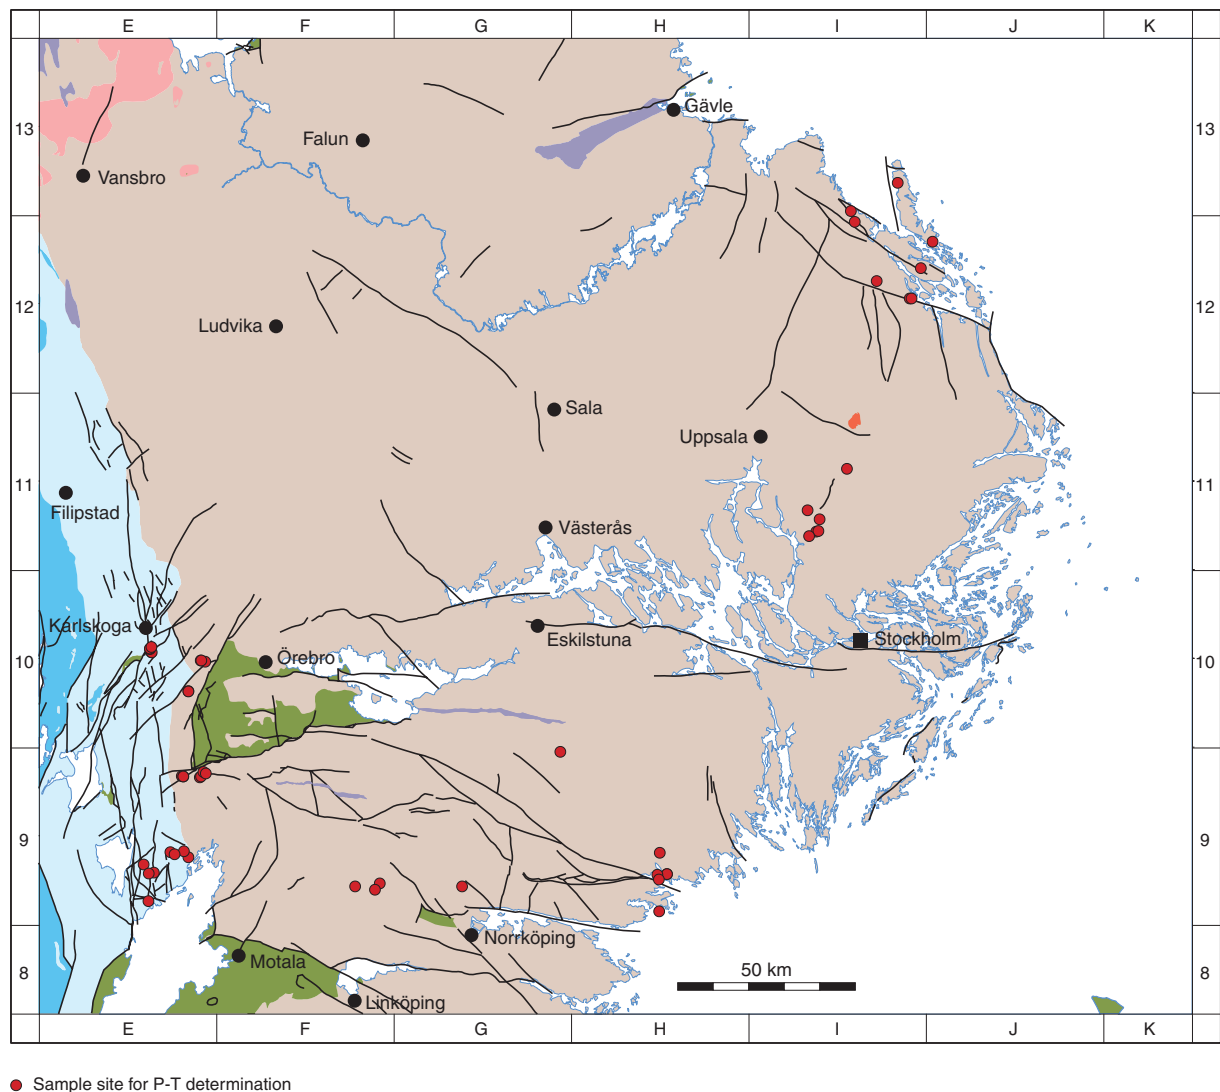 E F G H I J K
13 13
Gävle
Falun
Vansbro
12 12
Ludvika
Sala
Uppsala
11 11
Filipstad
Västerås
Karlskoga
Eskilstuna
Stockholm
10 10
Örebro
9 9
Norrköping
Motala
50 km
8 8
Linköping
E F G H I J K
Sample site for P-T determination